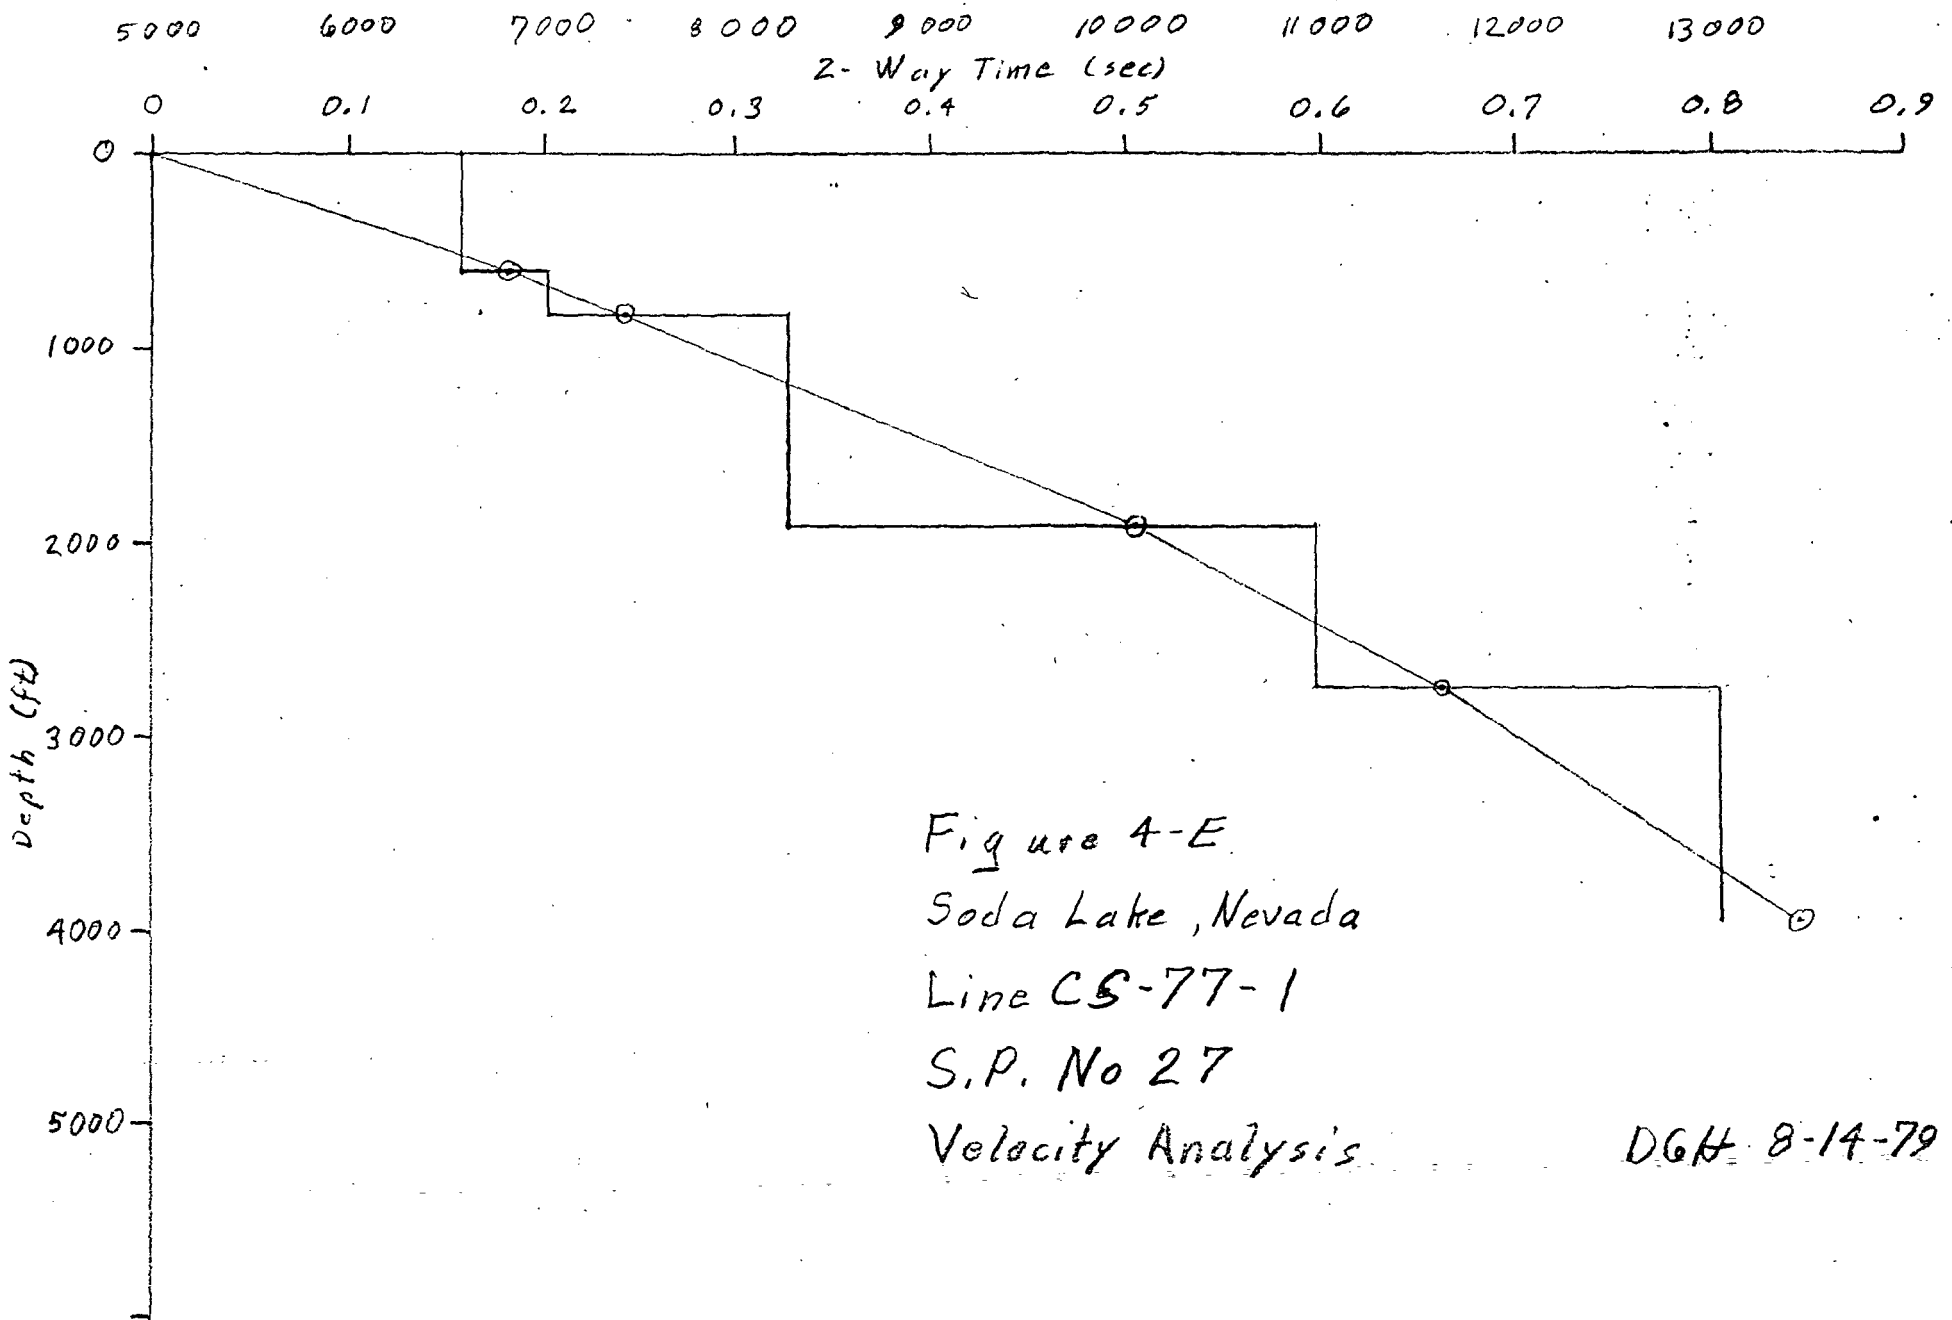 5000 6000 7000 8000 9000 10000 11000 12000 13000
2-Way Time (sec)
0 0.1 0.2 0.3 0.4 0.5 0.6 0.7 0.8 0.9
0
1000
2000
3000
4000
5000
Depth (ft)
Figure 4-E
Soda Lake, Nevada
Line CS-77-1
S.P. No 27
Velocity Analysis
DGH 8-14-79